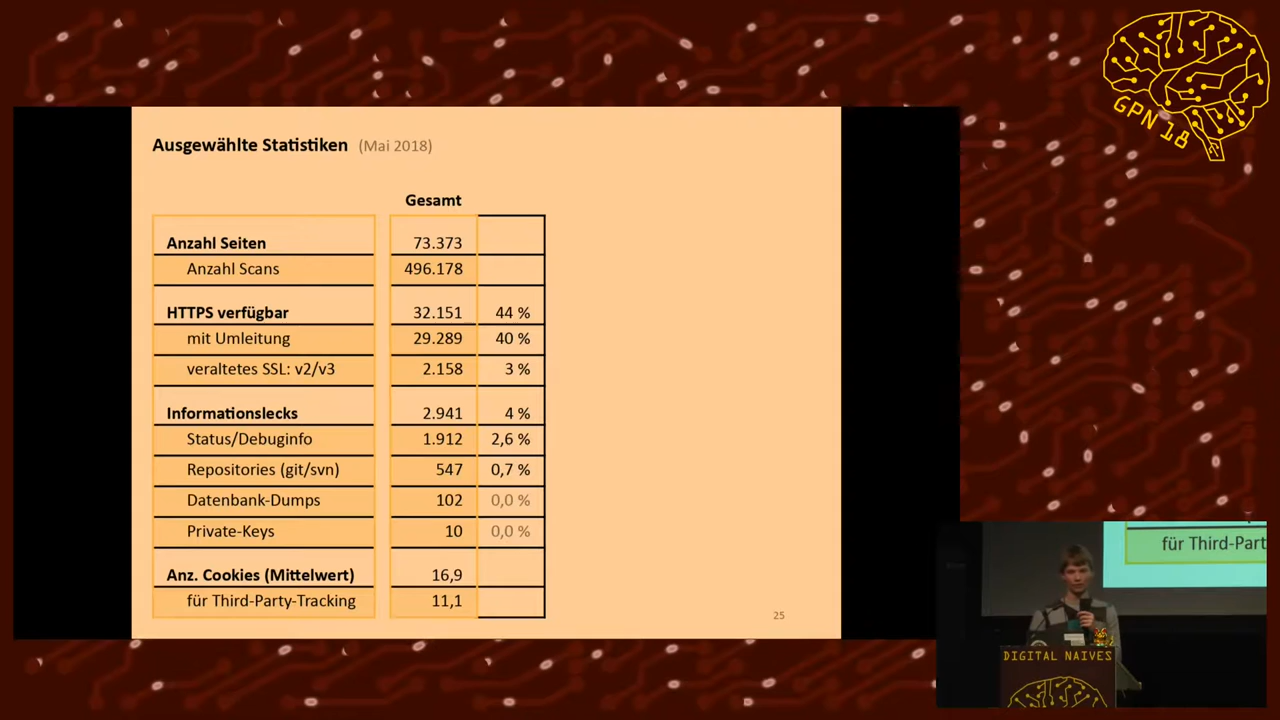 GPN 18
Ausgewählte Statistiken (Mai 2018)
Gesamt
Anzahl Seiten 73.373
Anzahl Scans 496.178
HTTPS verfügbar 32.151 44 %
mit Umleitung 29.289 40 %
veraltetes SSL: v2/v3 2.158 3 %
Informationslecks 2.941 4 %
Status/Debuginfo 1.912 2,6 %
Repositories (git/svn) 547 0,7 %
Datenbank-Dumps 102 0,0 %
Private-Keys 10 0,0 %
Anz. Cookies (Mittelwert) 16,9
für Third-Party-Tracking 11,1
25
für Third-Part
DIGITAL NAIVES